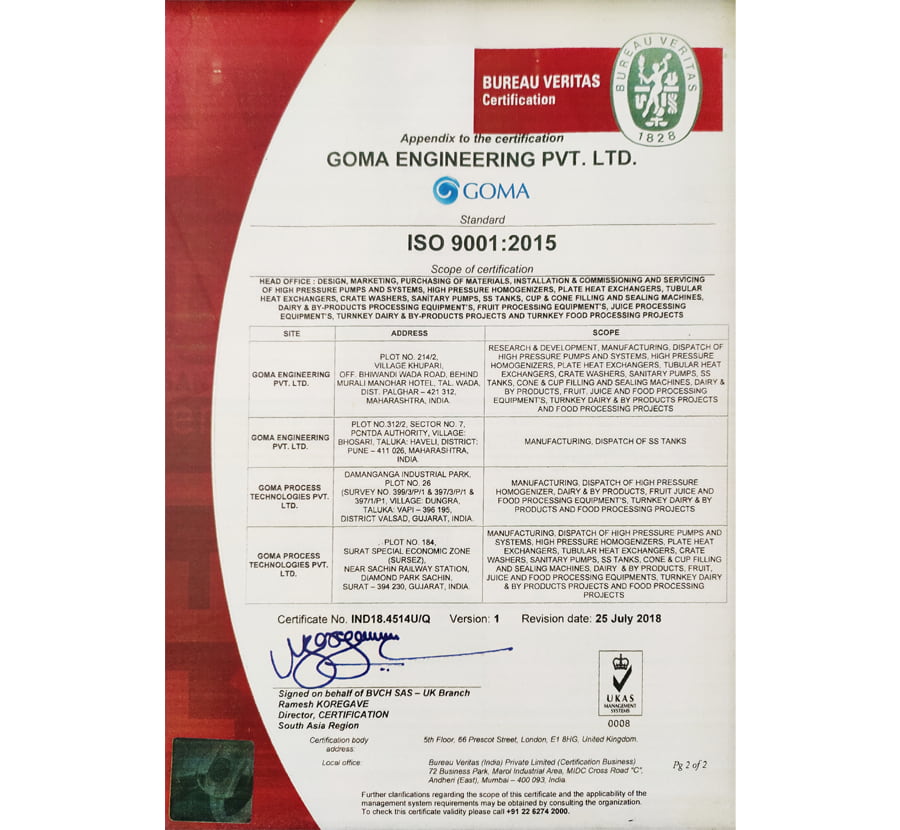 BUREAU VERITAS
Certification
BUREAU VERITAS
1828
Appendix to the certification
GOMA ENGINEERING PVT. LTD.
GOMA
Standard
ISO 9001:2015
Scope of certification
HEAD OFFICE : DESIGN, MARKETING, PURCHASING OF MATERIALS, INSTALLATION & COMMISSIONING AND SERVICING
OF HIGH PRESSURE PUMPS AND SYSTEMS, HIGH PRESSURE HOMOGENIZERS, PLATE HEAT EXCHANGERS, TUBULAR
HEAT EXCHANGERS, CRATE WASHERS, SANITARY PUMPS, SS TANKS, CUP & CONE FILLING AND SEALING MACHINES,
DAIRY & BY-PRODUCTS PROCESSING EQUIPMENT'S, FRUIT PROCESSING EQUIPMENT'S, JUICE PROCESSING
EQUIPMENT'S, TURNKEY DAIRY & BY-PRODUCTS PROJECTS AND TURNKEY FOOD PROCESSING PROJECTS
SITE ADDRESS SCOPE
GOMA ENGINEERING
PVT. LTD.
PLOT NO. 214/2,
VILLAGE KHUPARI,
OFF. BHIWANDI WADA ROAD, BEHIND
MURALI MANOHAR HOTEL, TAL. WADA,
DIST. PALGHAR – 421 312,
MAHARASHTRA, INDIA.
RESEARCH & DEVELOPMENT, MANUFACTURING, DISPATCH OF
HIGH PRESSURE PUMPS AND SYSTEMS, HIGH PRESSURE
HOMOGENIZERS, PLATE HEAT EXCHANGERS, TUBULAR HEAT
EXCHANGERS, CRATE WASHERS, SANITARY PUMPS, SS
TANKS, CONE & CUP FILLING AND SEALING MACHINES, DAIRY &
BY PRODUCTS, FRUIT, JUICE AND FOOD PROCESSING
EQUIPMENT'S, TURNKEY DAIRY & BY PRODUCTS PROJECTS
AND FOOD PROCESSING PROJECTS
GOMA ENGINEERING
PVT. LTD.
PLOT NO.312/2, SECTOR NO. 7,
PCNTDA AUTHORITY, VILLAGE:
BHOSARI, TALUKA: HAVELI, DISTRICT:
PUNE – 411 026, MAHARASHTRA,
INDIA.
MANUFACTURING, DISPATCH OF SS TANKS
GOMA PROCESS
TECHNOLOGIES PVT.
LTD.
DAMANGANGA INDUSTRIAL PARK,
PLOT NO. 26
(SURVEY NO. 399/3/P/1 & 397/3/P/1 &
397/1/P1, VILLAGE: DUNGRA,
TALUKA: VAPI – 396 195,
DISTRICT VALSAD, GUJARAT, INDIA.
MANUFACTURING, DISPATCH OF HIGH PRESSURE
HOMOGENIZER, DAIRY & BY PRODUCTS, FRUIT JUICE AND
FOOD PROCESSING EQUIPMENT'S, TURNKEY DAIRY & BY
PRODUCTS AND FOOD PROCESSING PROJECTS
GOMA PROCESS
TECHNOLOGIES PVT.
LTD.
PLOT NO. 184,
SURAT SPECIAL ECONOMIC ZONE
(SURSEZ),
NEAR SACHIN RAILWAY STATION,
DIAMOND PARK SACHIN,
SURAT – 394 230, GUJARAT, INDIA.
MANUFACTURING, DISPATCH OF HIGH PRESSURE PUMPS AND
SYSTEMS, HIGH PRESSURE HOMOGENIZERS, PLATE HEAT
EXCHANGERS, TUBULAR HEAT EXCHANGERS, CRATE
WASHERS, SANITARY PUMPS, SS TANKS, CONE & CUP FILLING
AND SEALING MACHINES, DAIRY & BY PRODUCTS, FRUIT,
JUICE AND FOOD PROCESSING EQUIPMENTS, TURNKEY DAIRY
& BY PRODUCTS PROJECTS AND FOOD PROCESSING
PROJECTS
Certificate No. IND18.4514U/Q Version: 1 Revision date: 25 July 2018
Signed on behalf of BVCH SAS – UK Branch
Ramesh KOREGAVE
Director, CERTIFICATION
South Asia Region
UKAS
MANAGEMENT
SYSTEMS
0008
Certification body
address:
5th Floor, 66 Prescot Street, London, E1 8HG, United Kingdom.
Local office:
Bureau Veritas (India) Private Limited (Certification Business)
72 Business Park, Marol Industrial Area, MIDC Cross Road "C",
Andheri (East), Mumbai – 400 093, India.
Pg 2 of 2
Further clarifications regarding the scope of this certificate and the applicability of the
management system requirements may be obtained by consulting the organization.
To check this certificate validity please call +91 22 6274 2000.